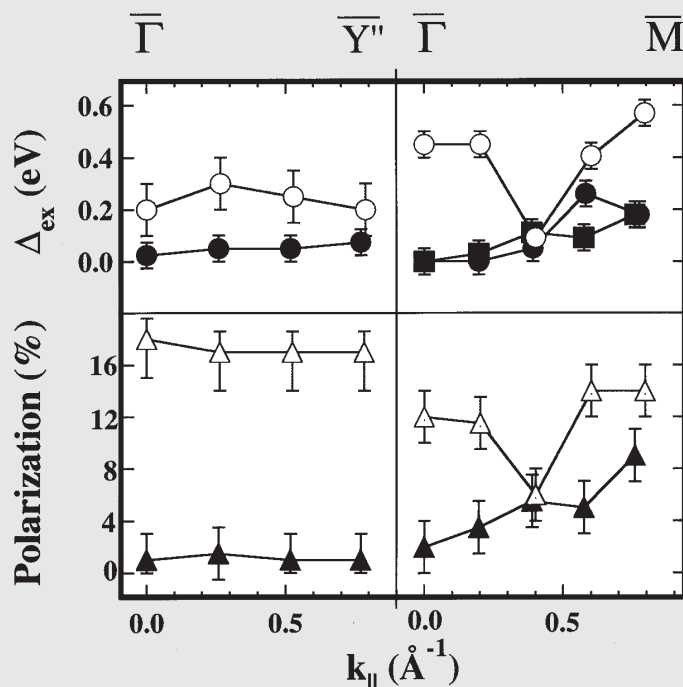 Γ̅ Y̅" Γ̅ M̅
0.6
0.4
0.2
0.0
Δex (eV)
16
12
8
4
0
Polarization (%)
0.0 0.5 0.0 0.5
k|| (Å⁻¹)